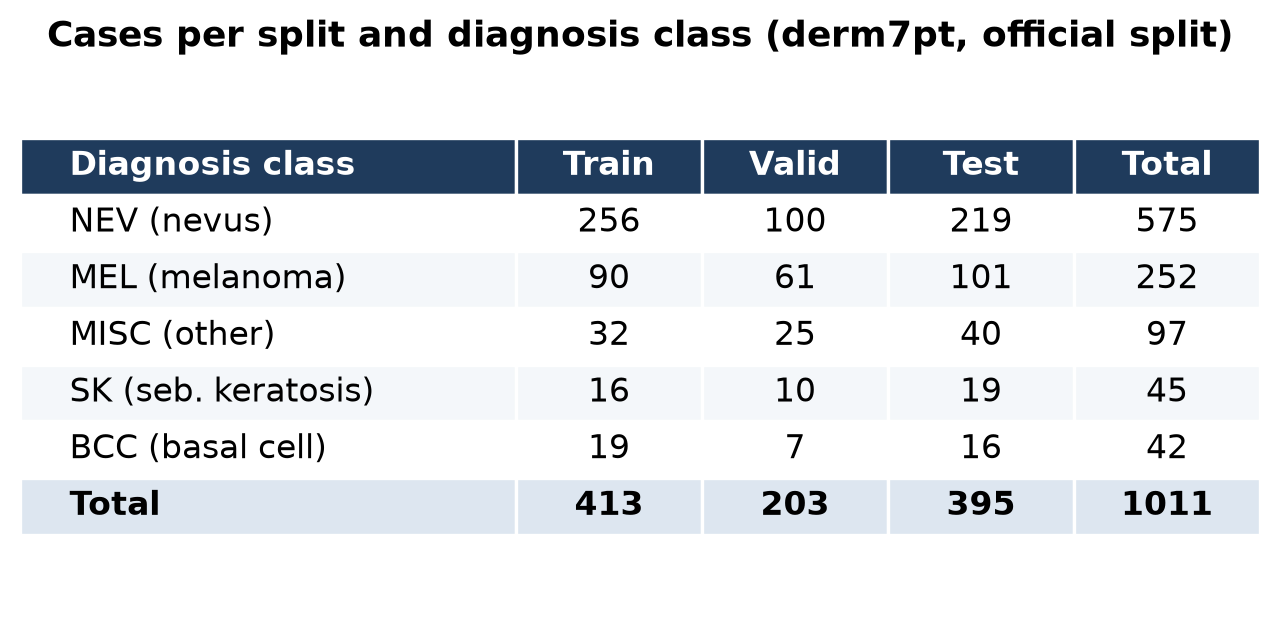 Cases per split and diagnosis class (derm7pt, official split)
Diagnosis class Train Valid Test Total
NEV (nevus) 256 100 219 575
MEL (melanoma) 90 61 101 252
MISC (other) 32 25 40 97
SK (seb. keratosis) 16 10 19 45
BCC (basal cell) 19 7 16 42
Total 413 203 395 1011